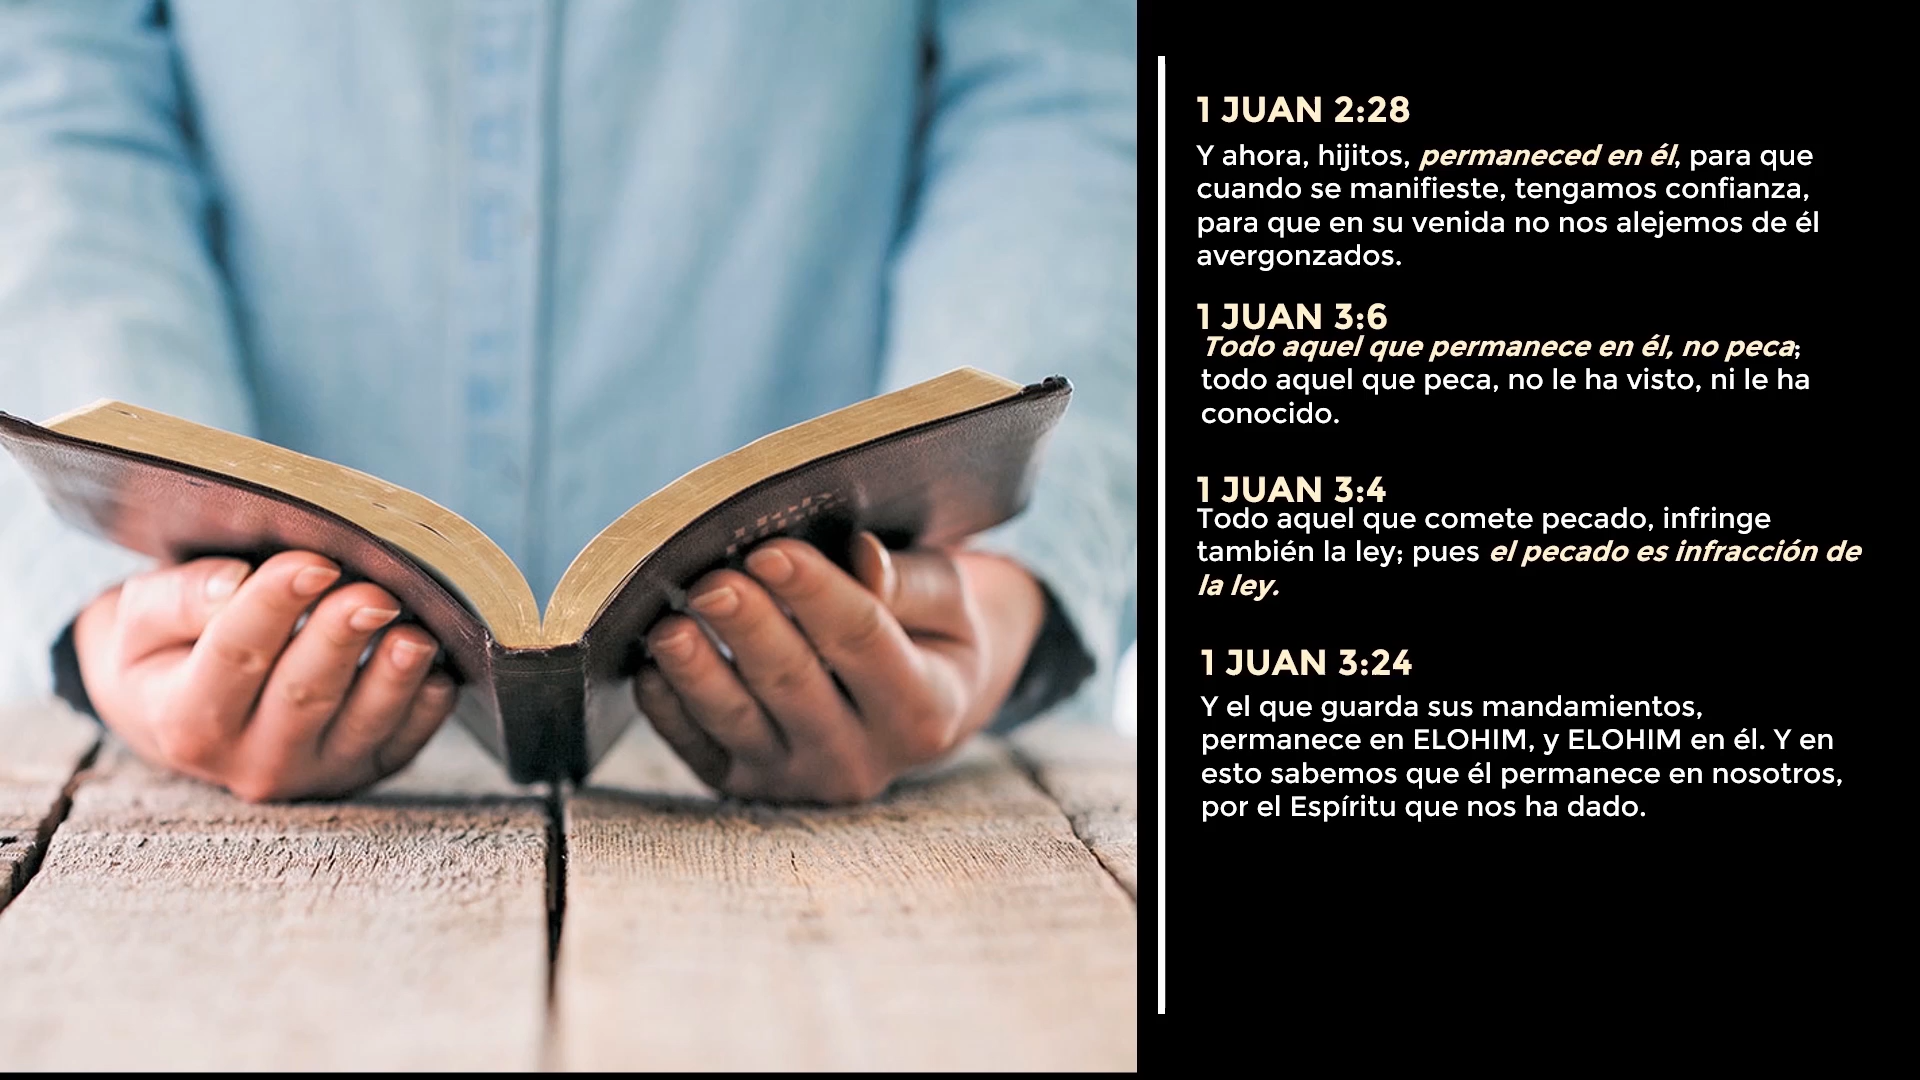 1 JUAN 2:28
Y ahora, hijitos, permaneced en él, para que
cuando se manifieste, tengamos confianza,
para que en su venida no nos alejemos de él
avergonzados.
1 JUAN 3:6
Todo aquel que permanece en él, no peca;
todo aquel que peca, no le ha visto, ni le ha
conocido.
1 JUAN 3:4
Todo aquel que comete pecado, infringe
también la ley; pues el pecado es infracción de
la ley.
1 JUAN 3:24
Y el que guarda sus mandamientos,
permanece en ELOHIM, y ELOHIM en él. Y en
esto sabemos que él permanece en nosotros,
por el Espíritu que nos ha dado.